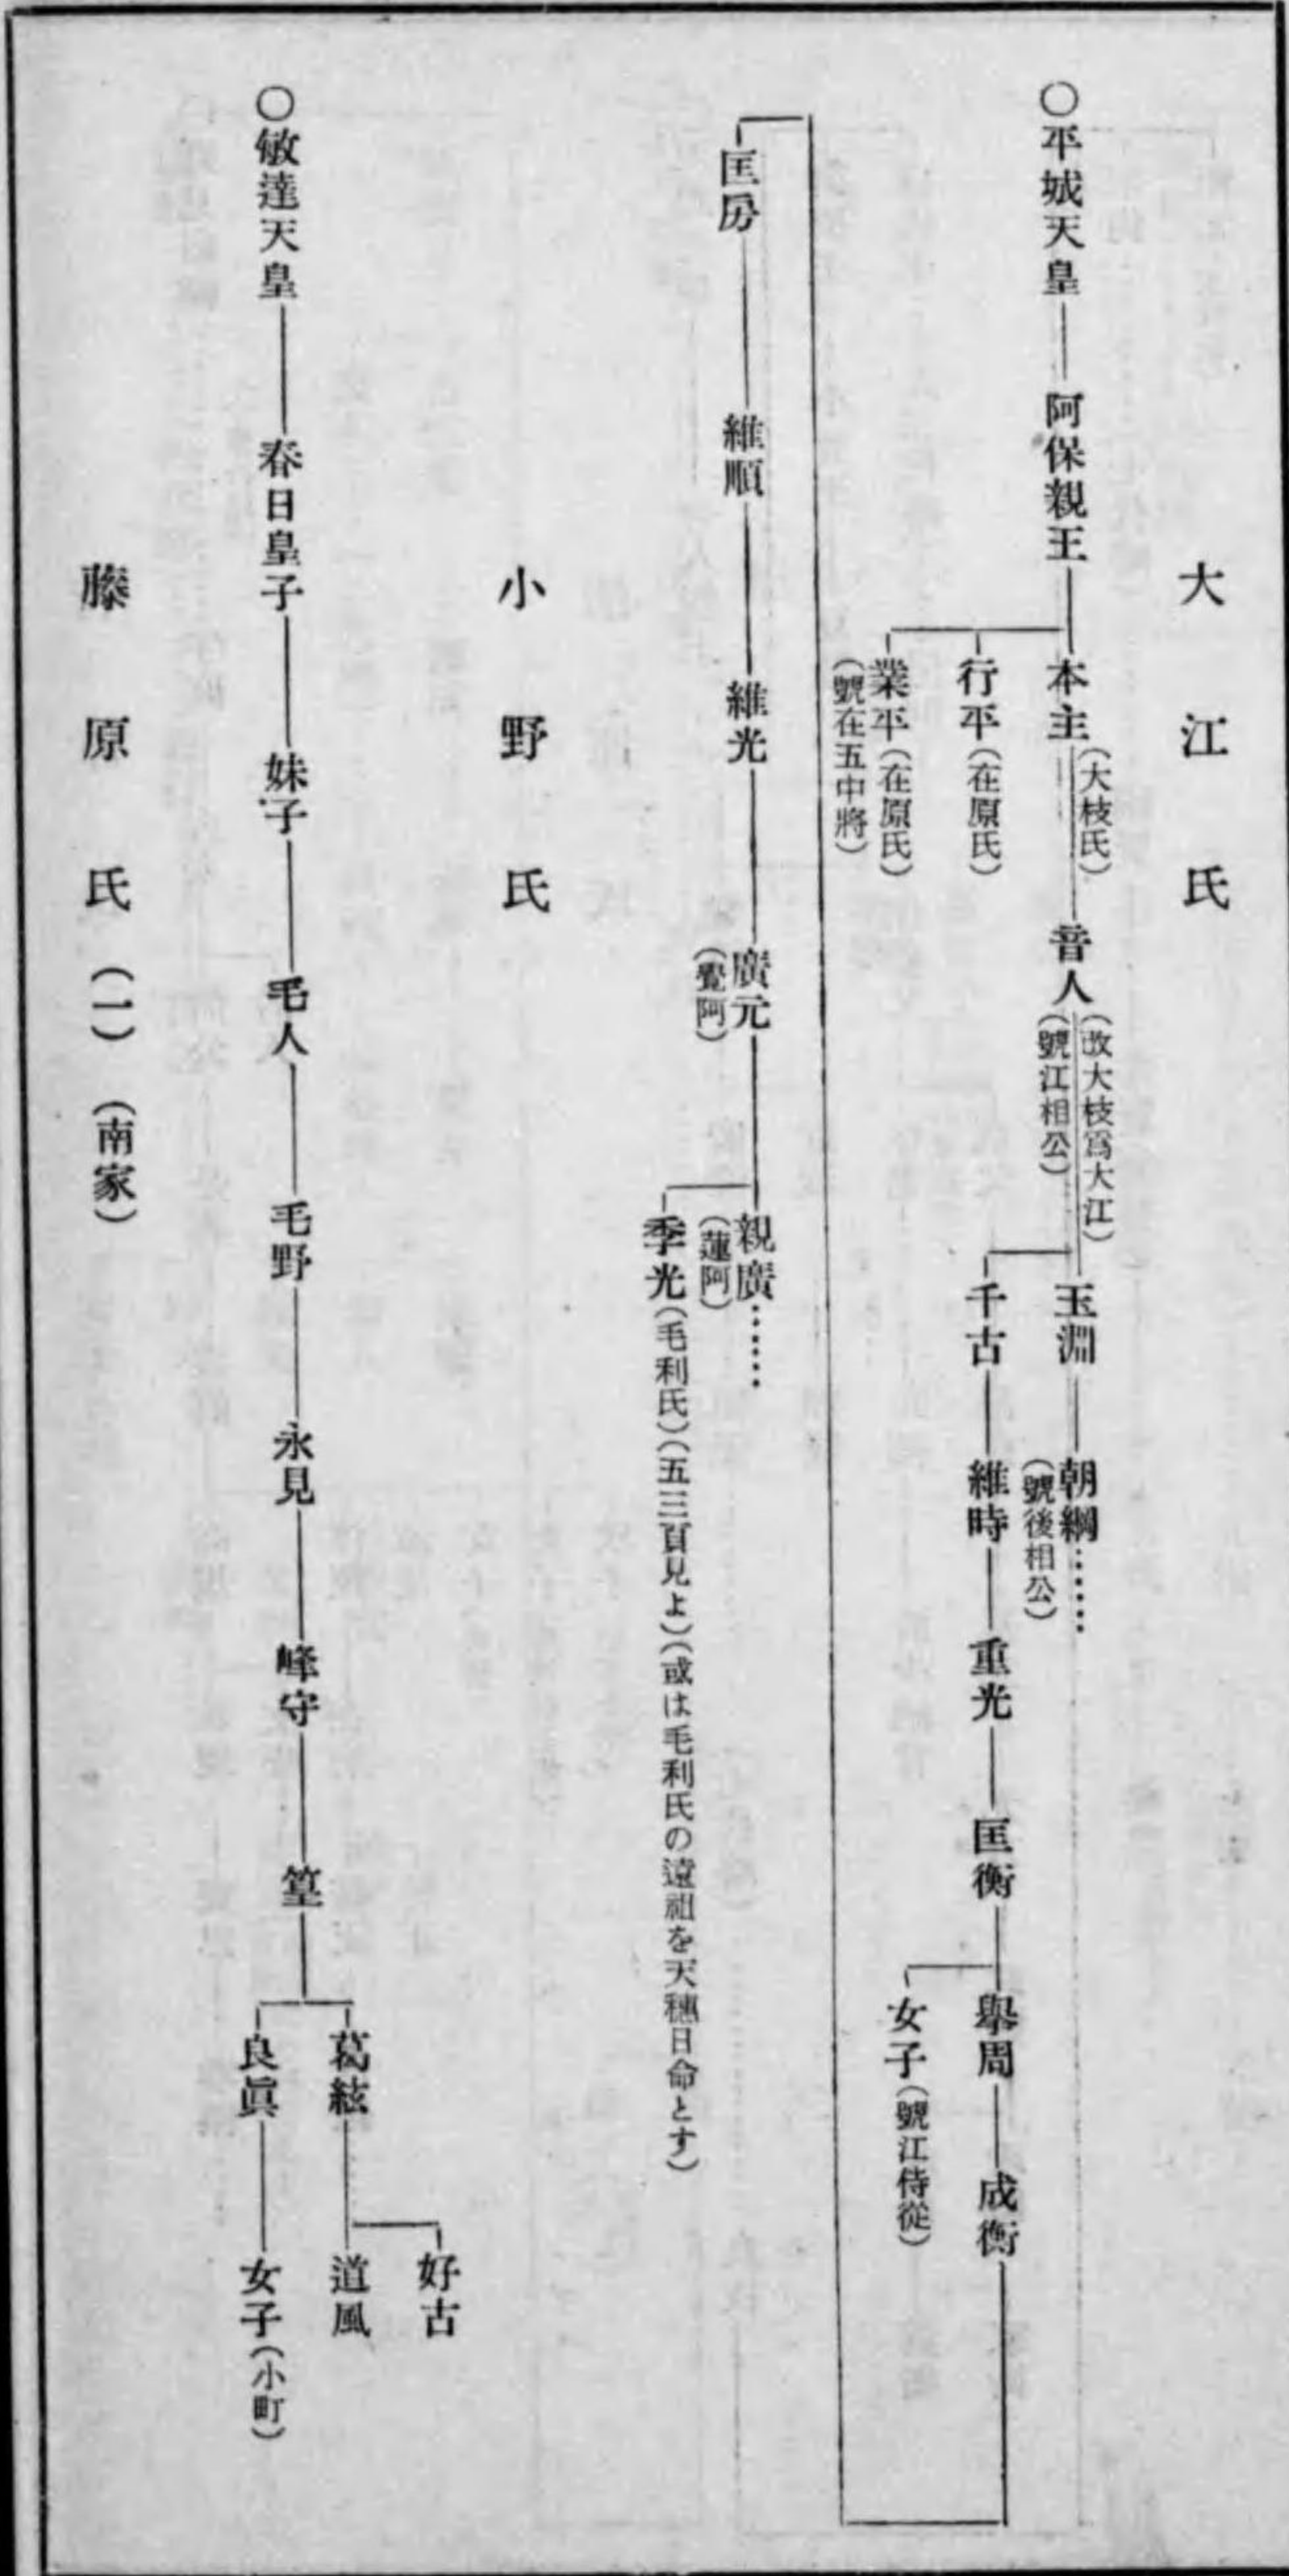 大江氏
○平城天皇
阿保親王
本主(大枝氏)
音人(改大枝爲大江)
(號江相公)
玉淵
朝綱……
(號後相公)
千古
維時
重光
匡衡
擧周
成衡
女子(號江侍從)
行平(在原氏)
業平(在原氏)
(號在五中將)
匡房
維順
維光
廣元
(覺阿)
親廣……
(蓮阿)
季光(毛利氏)(五三頁見よ)(或は毛利氏の遠祖を天穗日命とす)
小野氏
○敏達天皇
春日皇子
妹子
毛人
毛野
永見
峰守
篁
葛絃
好古
道風
良眞
女子(小町)
藤原氏(一)(南家)